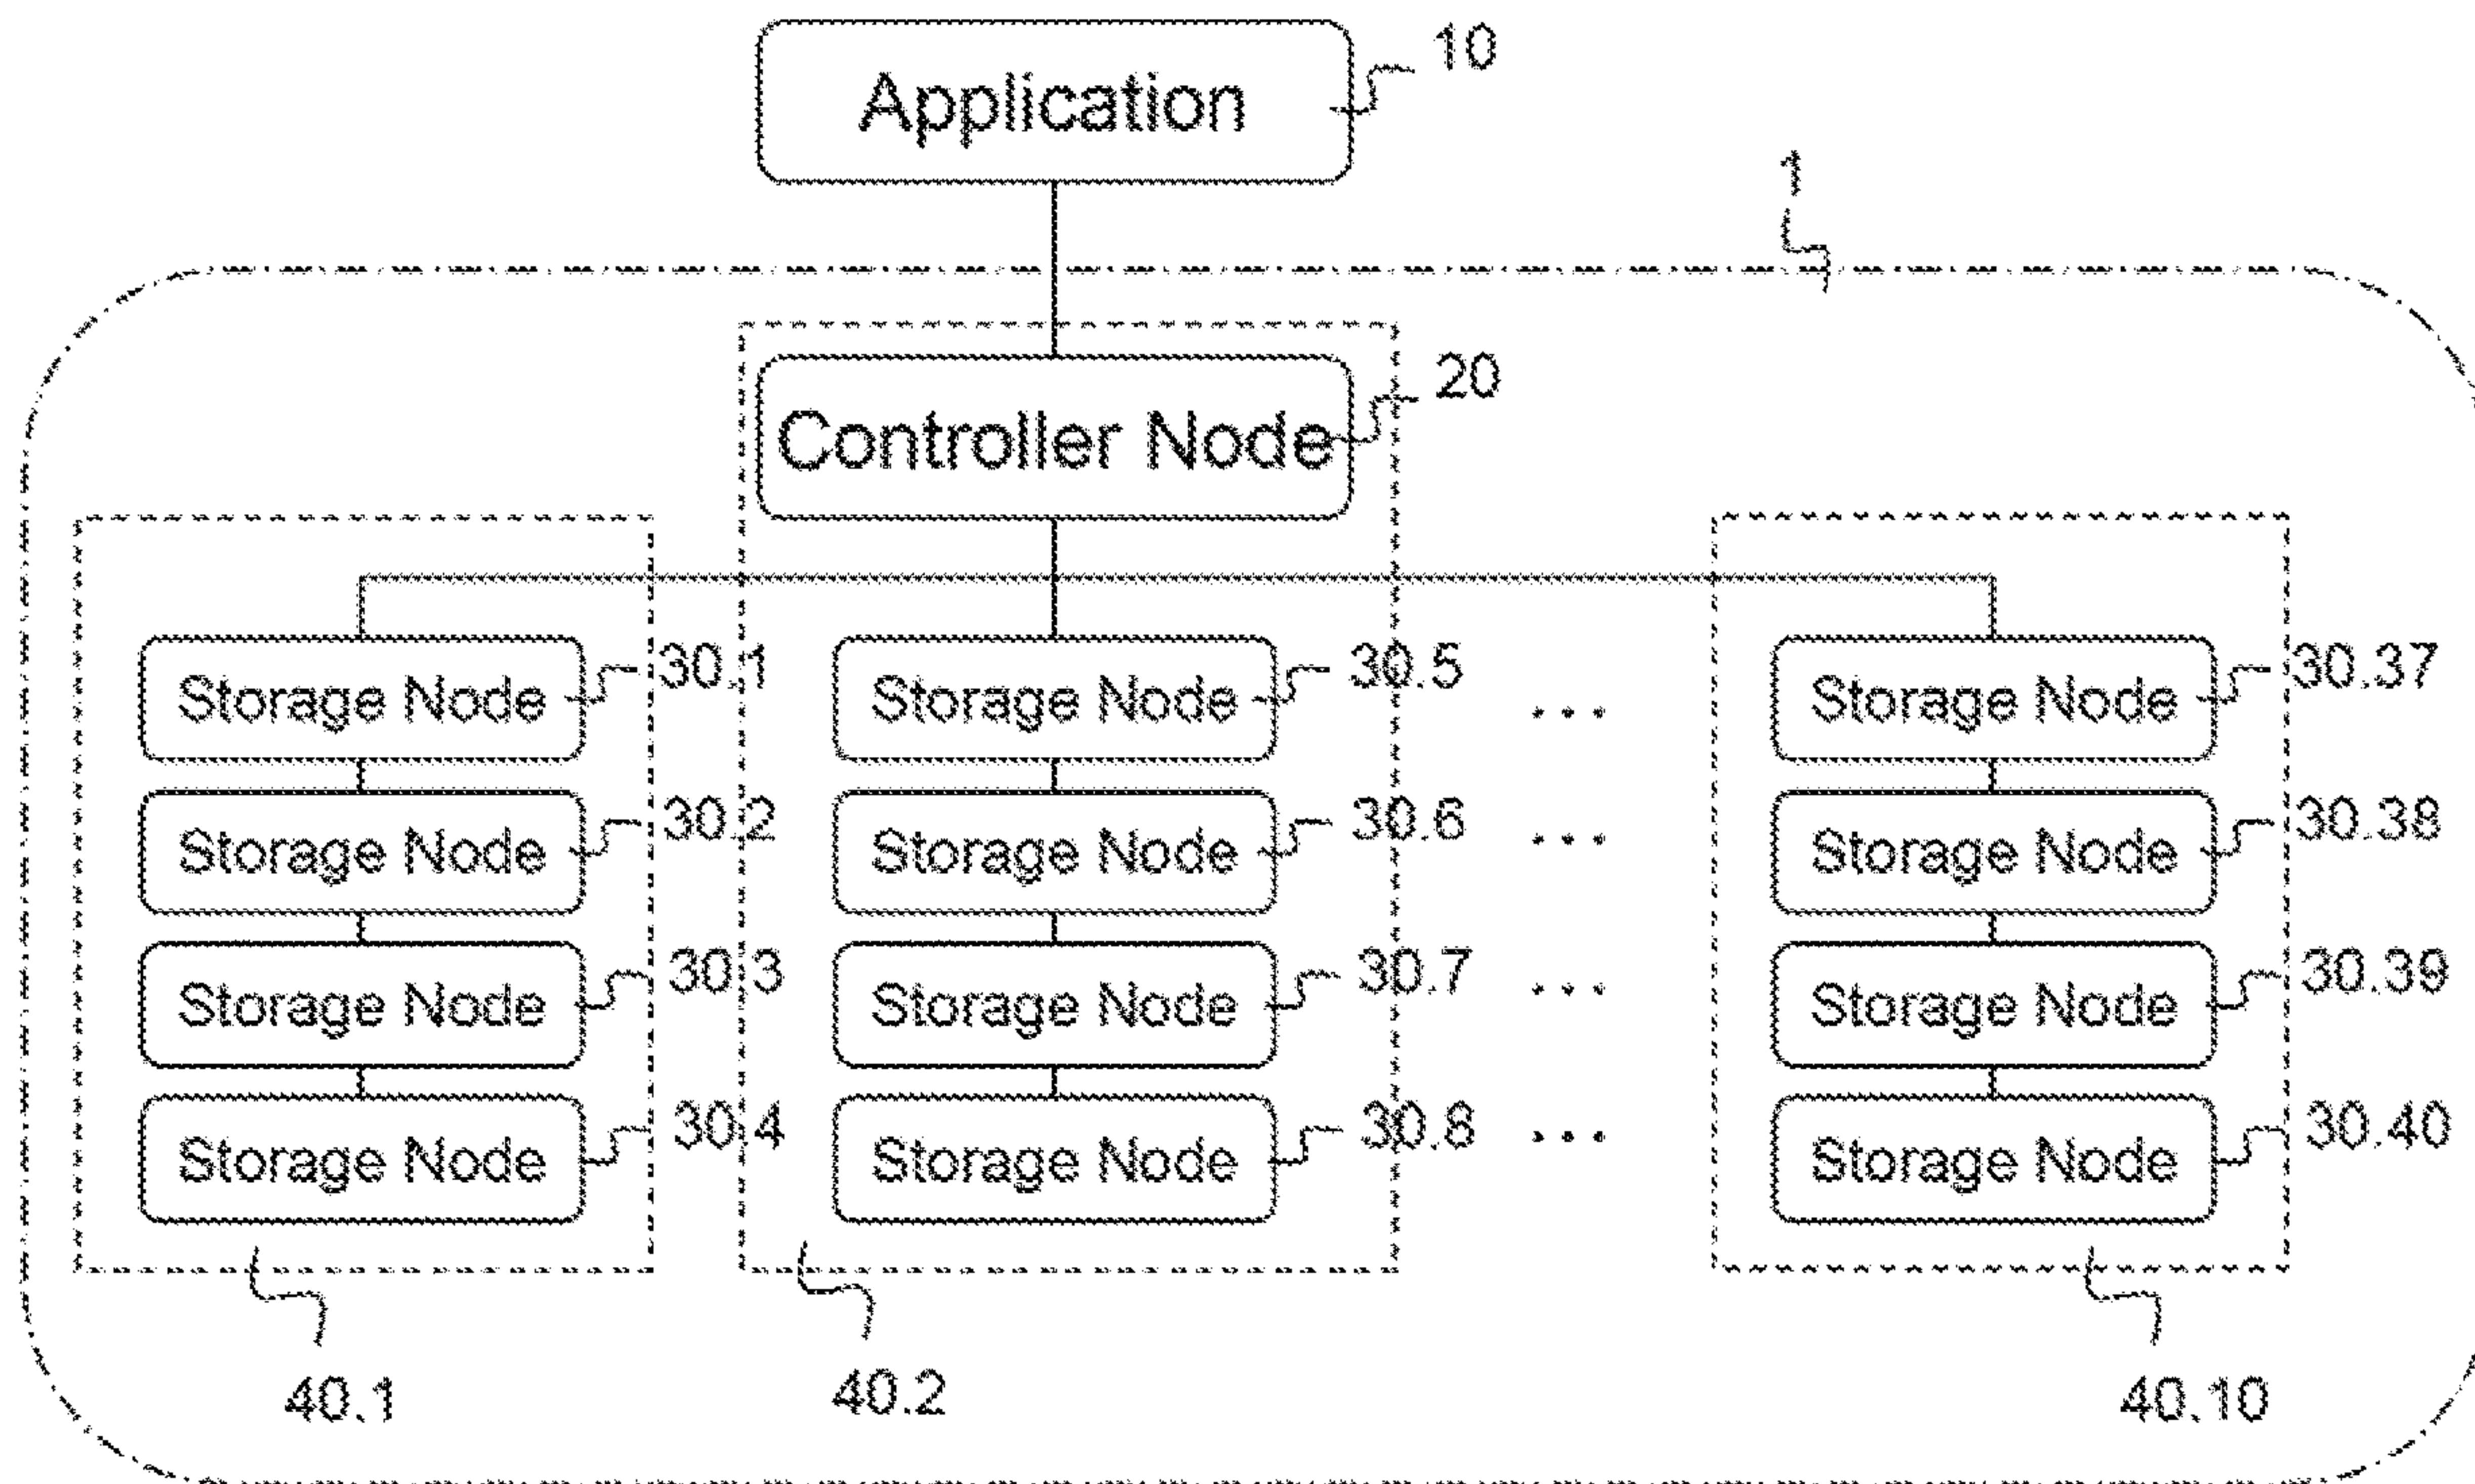 Application 10
1
Controller Node 20
Storage Node 30.1 Storage Node 30.5 ... Storage Node 30.37
Storage Node 30.2 Storage Node 30.6 ... Storage Node 30.38
Storage Node 30.3 Storage Node 30.7 ... Storage Node 30.39
Storage Node 30.4 Storage Node 30.8 ... Storage Node 30.40
40.1 40.2 40.10